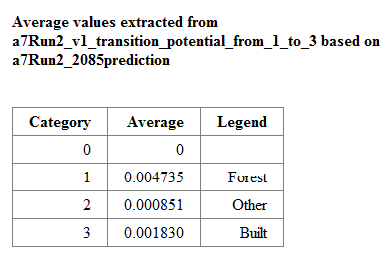 Average values extracted from
a7Run2_v1_transition_potential_from_1_to_3 based on
a7Run2_2085prediction
Category Average Legend
0 0
1 0.004735 Forest
2 0.000851 Other
3 0.001830 Built